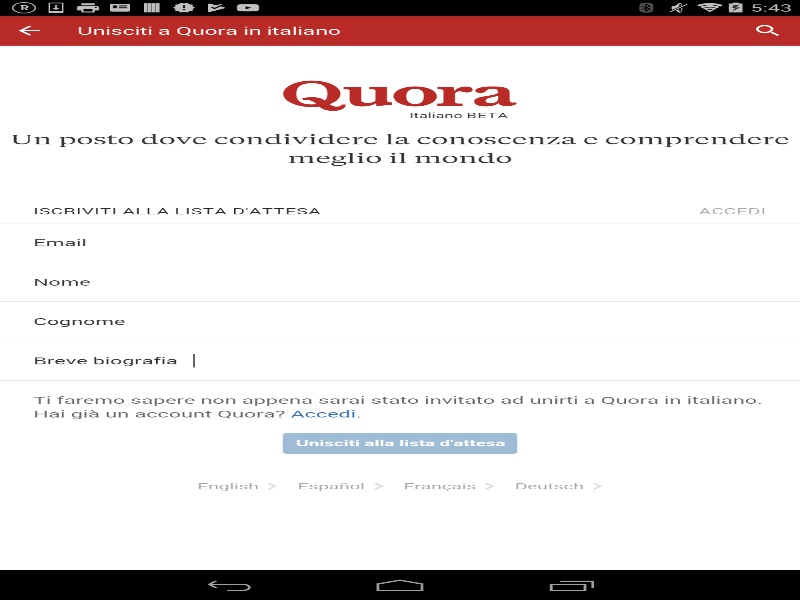 5:43
Unisciti a Quora in italiano
Quora
Italiano BETA
Un posto dove condividere la conoscenza e comprendere
meglio il mondo
ISCRIVITI ALLA LISTA D'ATTESA ACCEDI
Email
Nome
Cognome
Breve biografia
Ti faremo sapere non appena sarai stato invitato ad unirti a Quora in italiano.
Hai già un account Quora? Accedi.
Unisciti alla lista d'attesa
English > Español > Français > Deutsch >